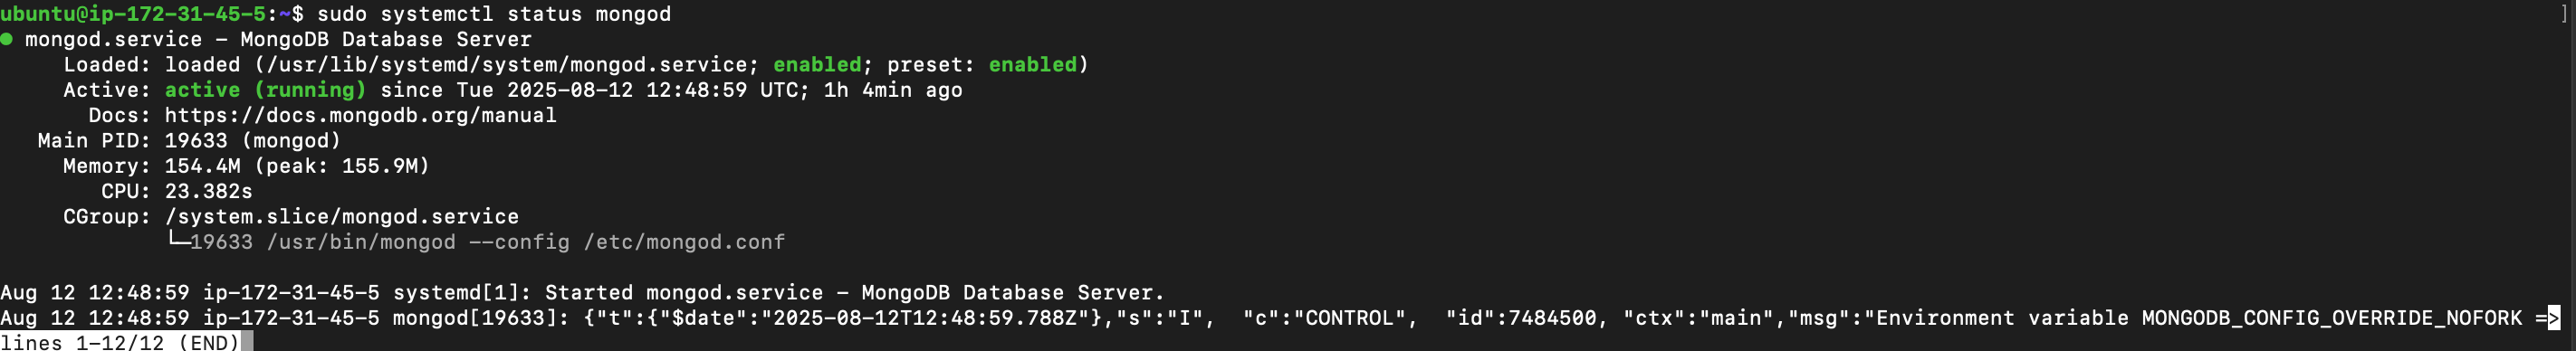 ubuntu@ip-172-31-45-5:~$ sudo systemctl status mongod ]
● mongod.service - MongoDB Database Server
Loaded: loaded (/usr/lib/systemd/system/mongod.service; enabled; preset: enabled)
Active: active (running) since Tue 2025-08-12 12:48:59 UTC; 1h 4min ago
Docs: https://docs.mongodb.org/manual
Main PID: 19633 (mongod)
Memory: 154.4M (peak: 155.9M)
CPU: 23.382s
CGroup: /system.slice/mongod.service
└─19633 /usr/bin/mongod --config /etc/mongod.conf
Aug 12 12:48:59 ip-172-31-45-5 systemd[1]: Started mongod.service - MongoDB Database Server.
Aug 12 12:48:59 ip-172-31-45-5 mongod[19633]: {"t":{"$date":"2025-08-12T12:48:59.788Z"},"s":"I",  "c":"CONTROL",  "id":7484500, "ctx":"main","msg":"Environment variable MONGODB_CONFIG_OVERRIDE_NOFORK =>
lines 1-12/12 (END)